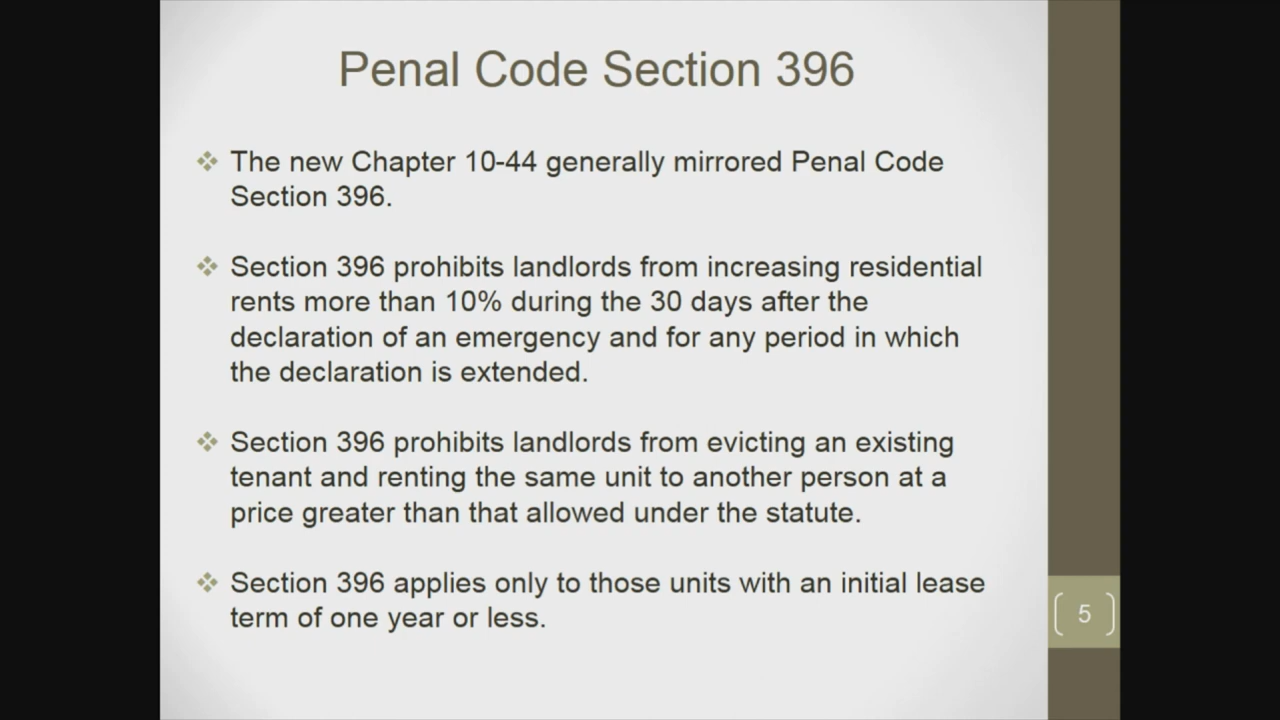 Penal Code Section 396
The new Chapter 10-44 generally mirrored Penal Code
Section 396.
Section 396 prohibits landlords from increasing residential
rents more than 10% during the 30 days after the
declaration of an emergency and for any period in which
the declaration is extended.
Section 396 prohibits landlords from evicting an existing
tenant and renting the same unit to another person at a
price greater than that allowed under the statute.
Section 396 applies only to those units with an initial lease
term of one year or less.
5